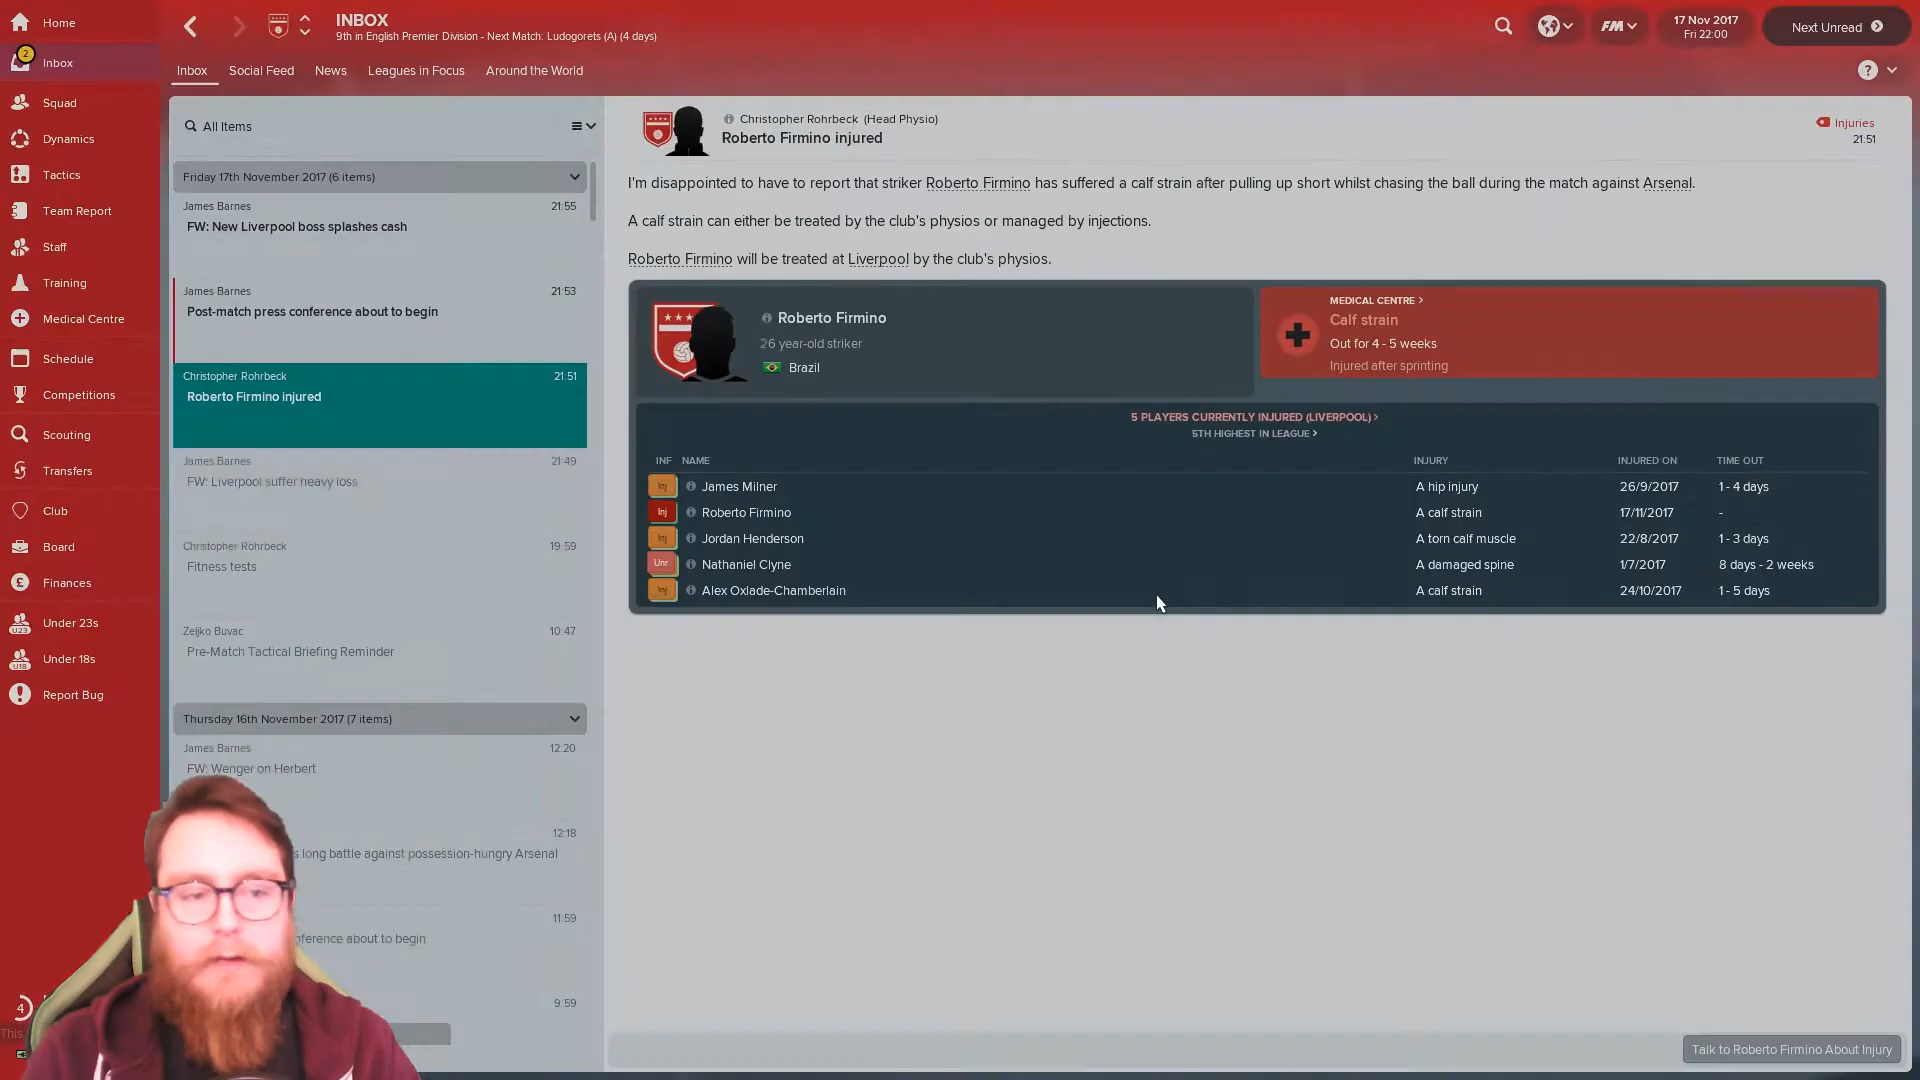 Home
2
Inbox
Squad
Dynamics
Tactics
Team Report
Staff
Training
Medical Centre
Schedule
Competitions
Scouting
Transfers
Club
Board
£
Finances
U23
Under 23s
U18
Under 18s
Report Bug
4
This
INBOX
9th in English Premier Division - Next Match: Ludogorets (A) (4 days)
FM
17 Nov 2017
Fri 22:00
Next Unread
Inbox
Social Feed
News
Leagues in Focus
Around the World
?
All Items
Friday 17th November 2017 (6 items)
James Barnes 21:55
FW: New Liverpool boss splashes cash
James Barnes 21:53
Post-match press conference about to begin
Christopher Rohrbeck 21:51
Roberto Firmino injured
James Barnes 21:49
FW: Liverpool suffer heavy loss
Christopher Rohrbeck 19:59
Fitness tests
Zeljko Buvac 10:47
Pre-Match Tactical Briefing Reminder
Thursday 16th November 2017 (7 items)
James Barnes 12:20
FW: Wenger on Herbert
12:18
s long battle against possession-hungry Arsenal
11:59
nference about to begin
9:59
Christopher Rohrbeck (Head Physio)
Roberto Firmino injured
Injuries
21:51
I'm disappointed to have to report that striker Roberto Firmino has suffered a calf strain after pulling up short whilst chasing the ball during the match against Arsenal.
A calf strain can either be treated by the club's physios or managed by injections.
Roberto Firmino will be treated at Liverpool by the club's physios.
Roberto Firmino
26 year-old striker
Brazil
MEDICAL CENTRE >
Calf strain
Out for 4 - 5 weeks
Injured after sprinting
5 PLAYERS CURRENTLY INJURED (LIVERPOOL) >
5TH HIGHEST IN LEAGUE >
INF NAME INJURY INJURED ON TIME OUT
Inj James Milner A hip injury 26/9/2017 1 - 4 days
Inj Roberto Firmino A calf strain 17/11/2017 -
Inj Jordan Henderson A torn calf muscle 22/8/2017 1 - 3 days
Unr Nathaniel Clyne A damaged spine 1/7/2017 8 days - 2 weeks
Inj Alex Oxlade-Chamberlain A calf strain 24/10/2017 1 - 5 days
Talk to Roberto Firmino About Injury